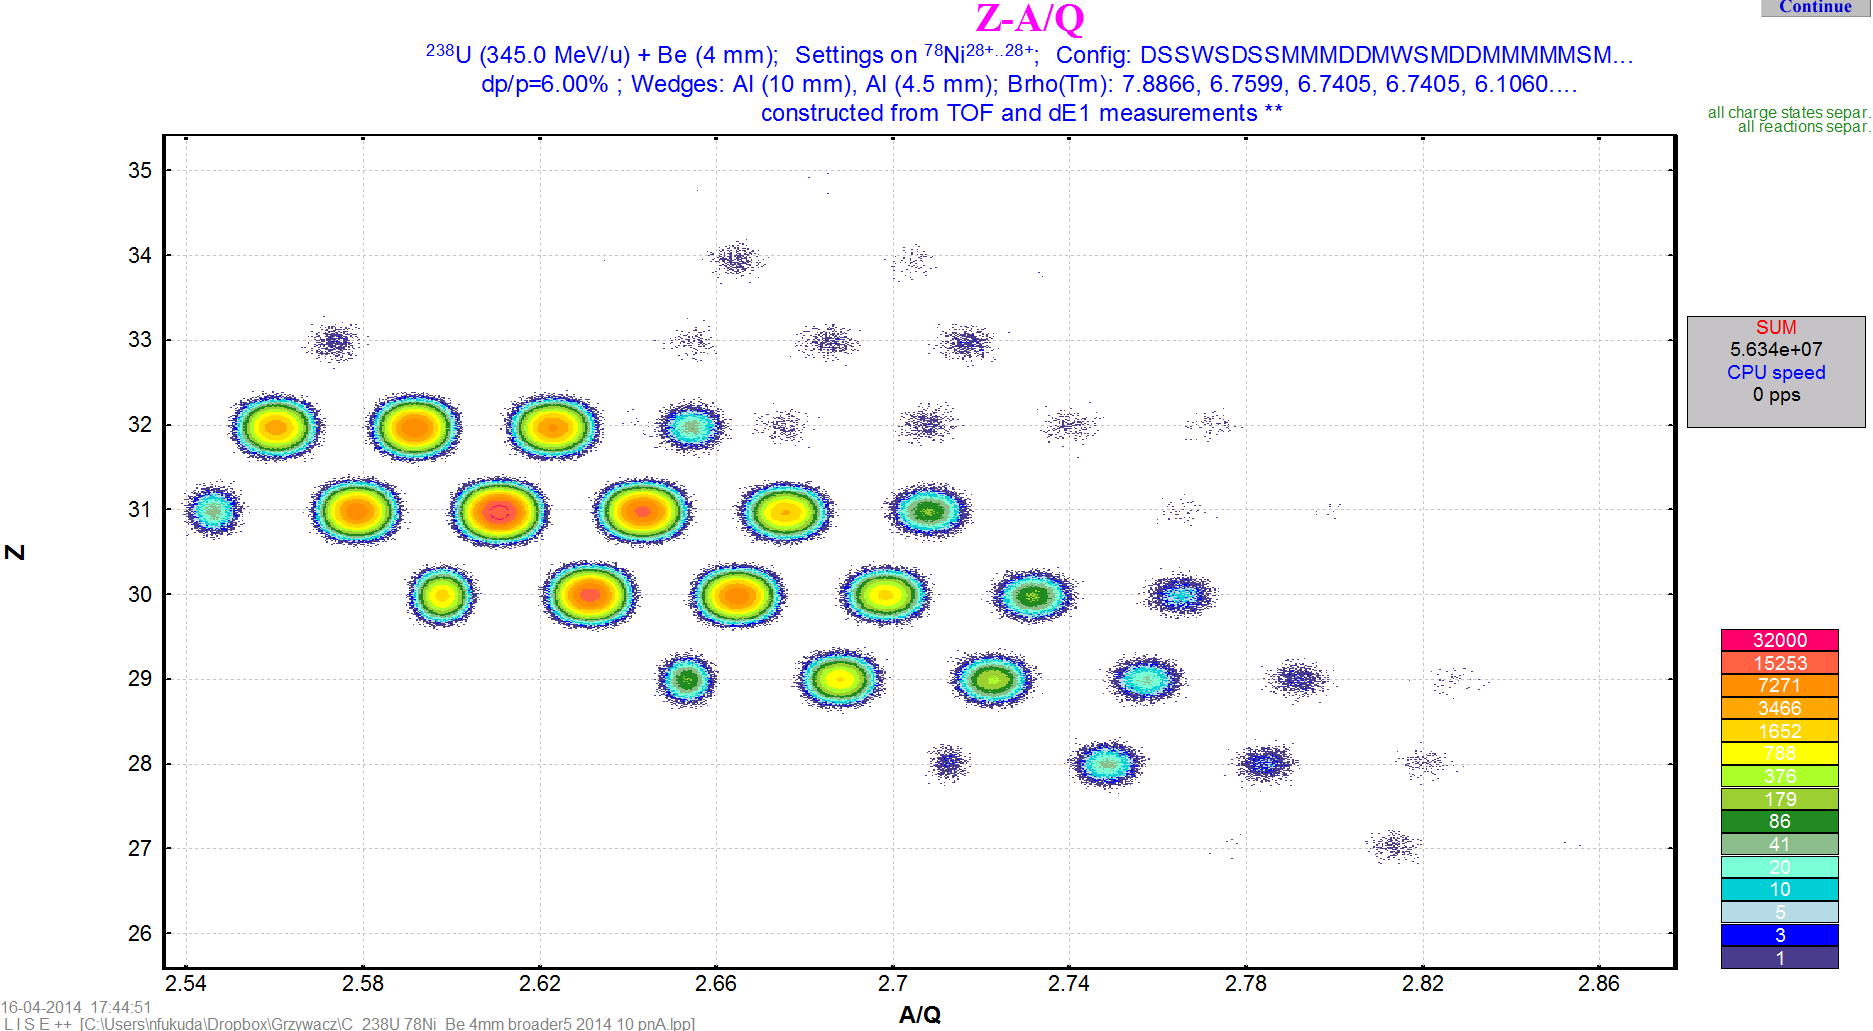 Continue
Z-A/Q
238U (345.0 MeV/u) + Be (4 mm); Settings on 78Ni28+..28+; Config: DSSWSDSSMMMDDMWSMDDMMMMMSM...
dp/p=6.00% ; Wedges: Al (10 mm), Al (4.5 mm); Brho(Tm): 7.8866, 6.7599, 6.7405, 6.7405, 6.1060....
constructed from TOF and dE1 measurements **
all charge states separ.
all reactions separ.
35
34
33
32
31
30
29
28
27
26
Z
SUM
5.634e+07
CPU speed
0 pps
32000
15253
7271
3466
1652
788
376
179
86
41
20
10
5
3
1
2.54 2.58 2.62 2.66 2.7 2.74 2.78 2.82 2.86
A/Q
16-04-2014 17:44:51
L I S E ++ [C:\Users\nfukuda\Dropbox\Grzywacz\C_238U_78Ni_Be 4mm broader5 2014 10 pnA.lpp]